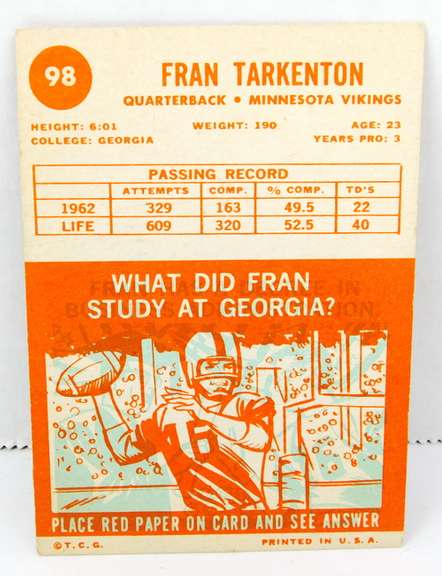 98
FRAN TARKENTON
QUARTERBACK • MINNESOTA VIKINGS
HEIGHT: 6:01 WEIGHT: 190 AGE: 23
COLLEGE: GEORGIA YEARS PRO: 3
PASSING RECORD
ATTEMPTS COMP. % COMP. TD'S
1962 329 163 49.5 22
LIFE 609 320 52.5 40
WHAT DID FRAN
STUDY AT GEORGIA?
PLACE RED PAPER ON CARD AND SEE ANSWER
© T.C.G. PRINTED IN U.S.A.